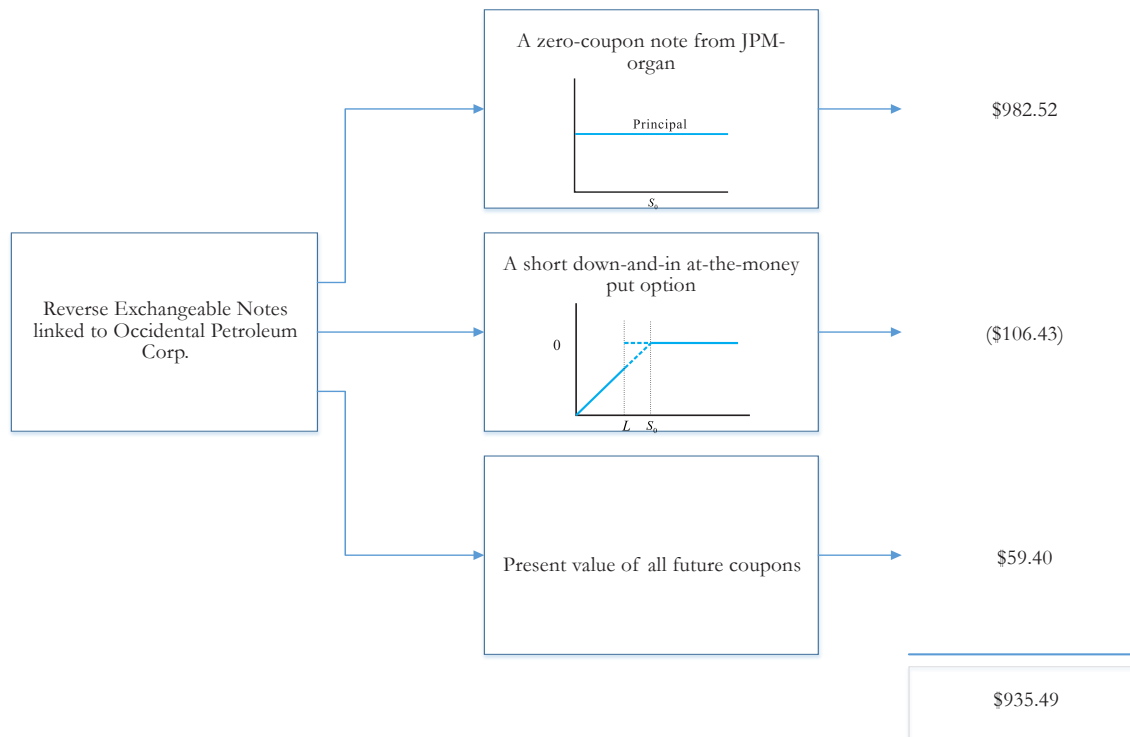 A zero-coupon note from JPM-
organ
Principal
S₀
$982.52
Reverse Exchangeable Notes
linked to Occidental Petroleum
Corp.
A short down-and-in at-the-money
put option
0
L S₀
($106.43)
Present value of all future coupons
$59.40
$935.49